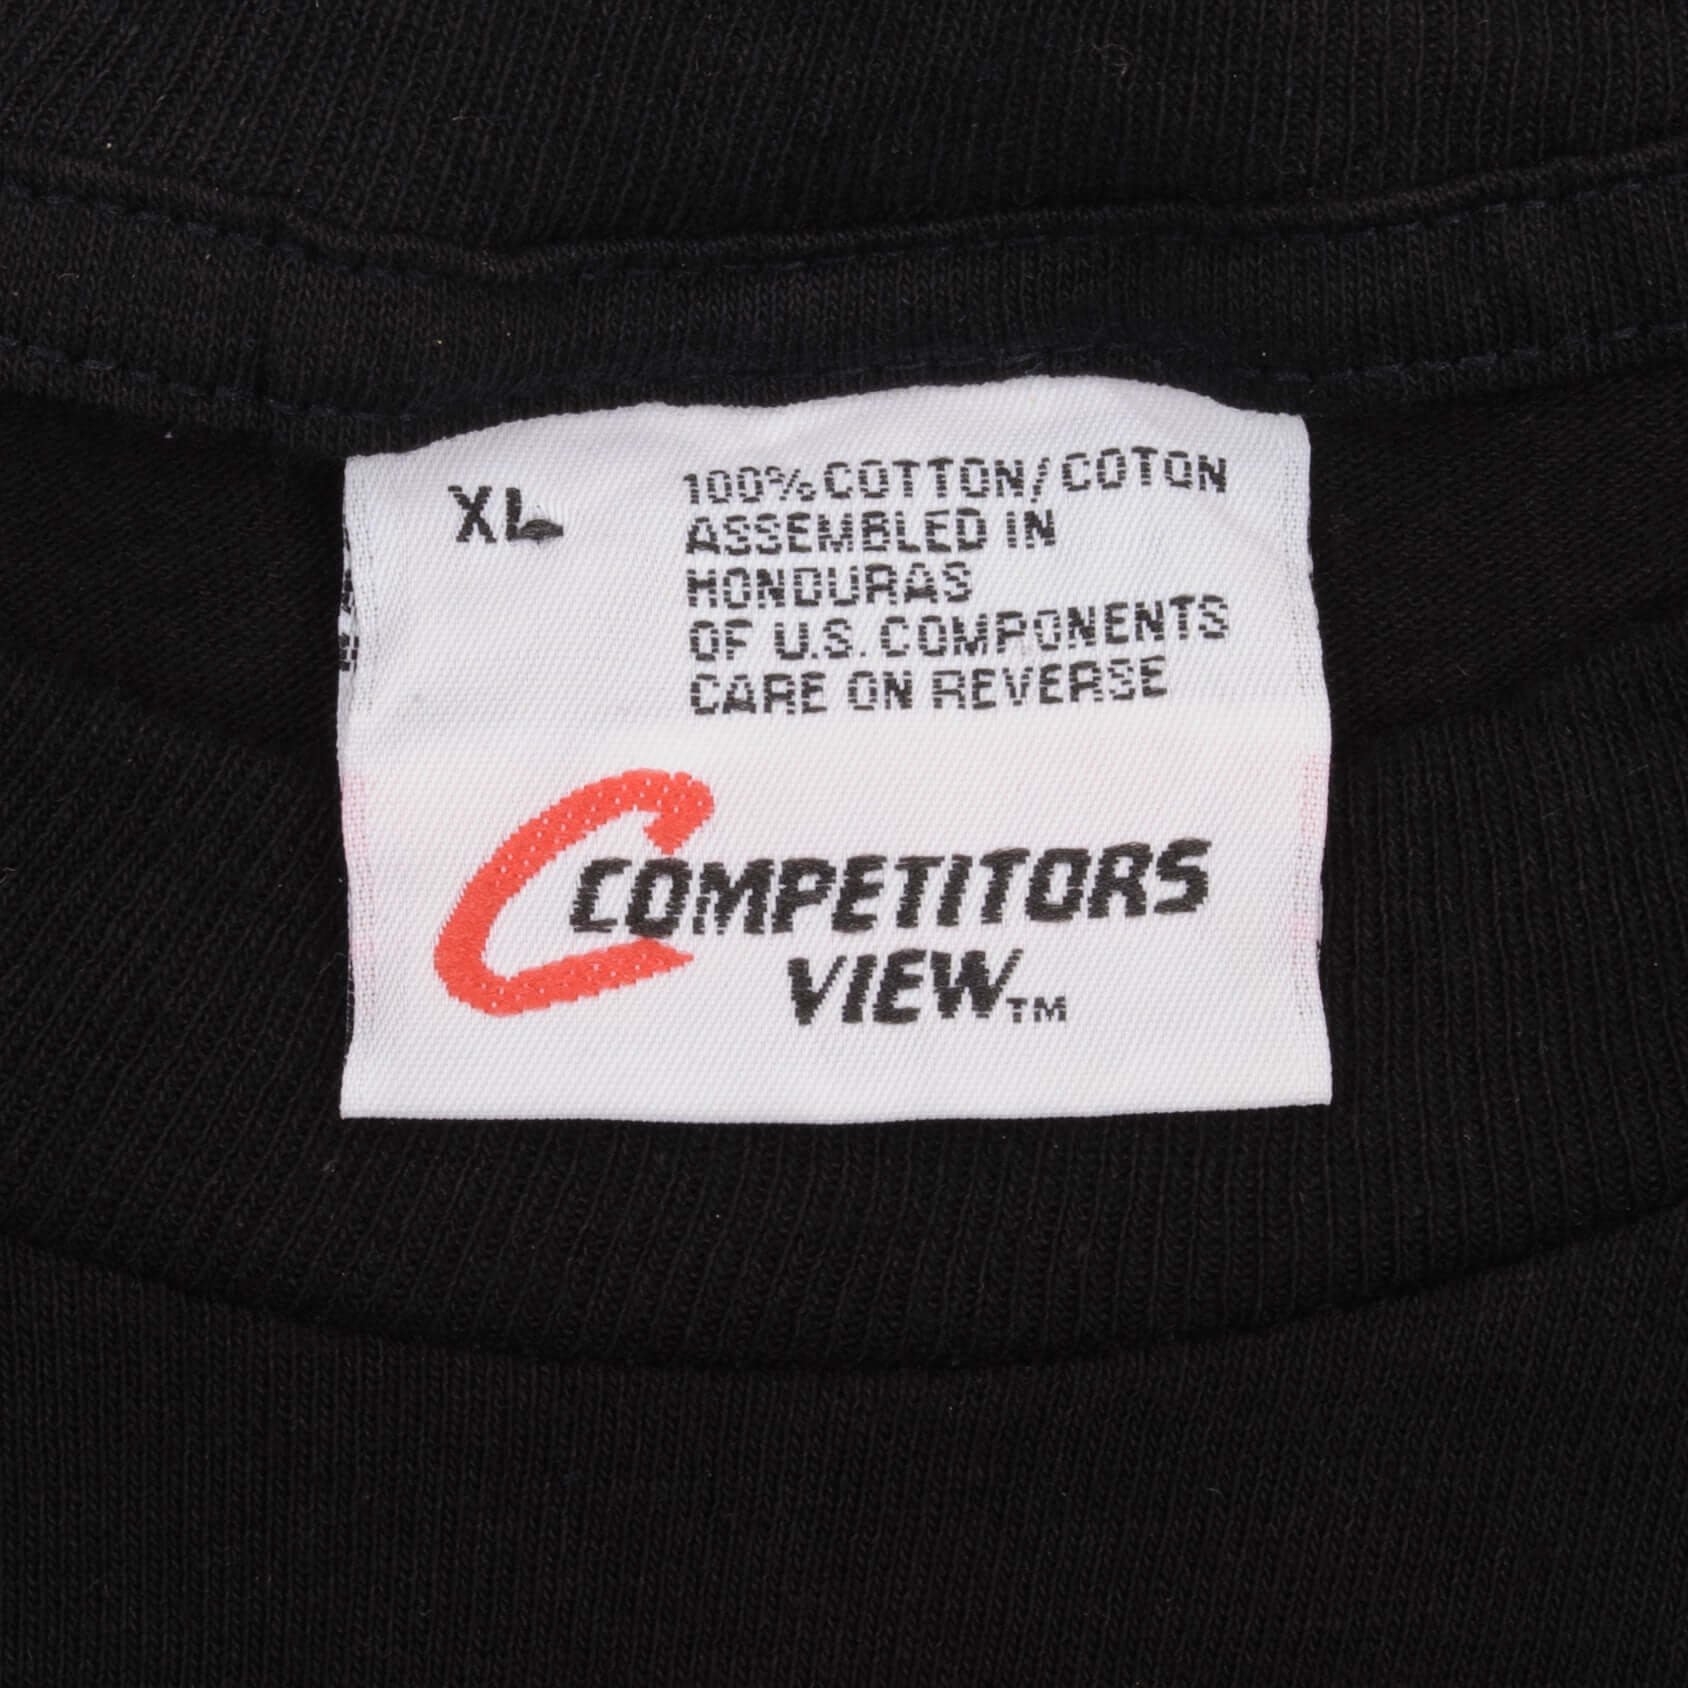 XL
100% COTTON/COTON
ASSEMBLED IN
HONDURAS
OF U.S. COMPONENTS
CARE ON REVERSE
COMPETITORS
VIEW™